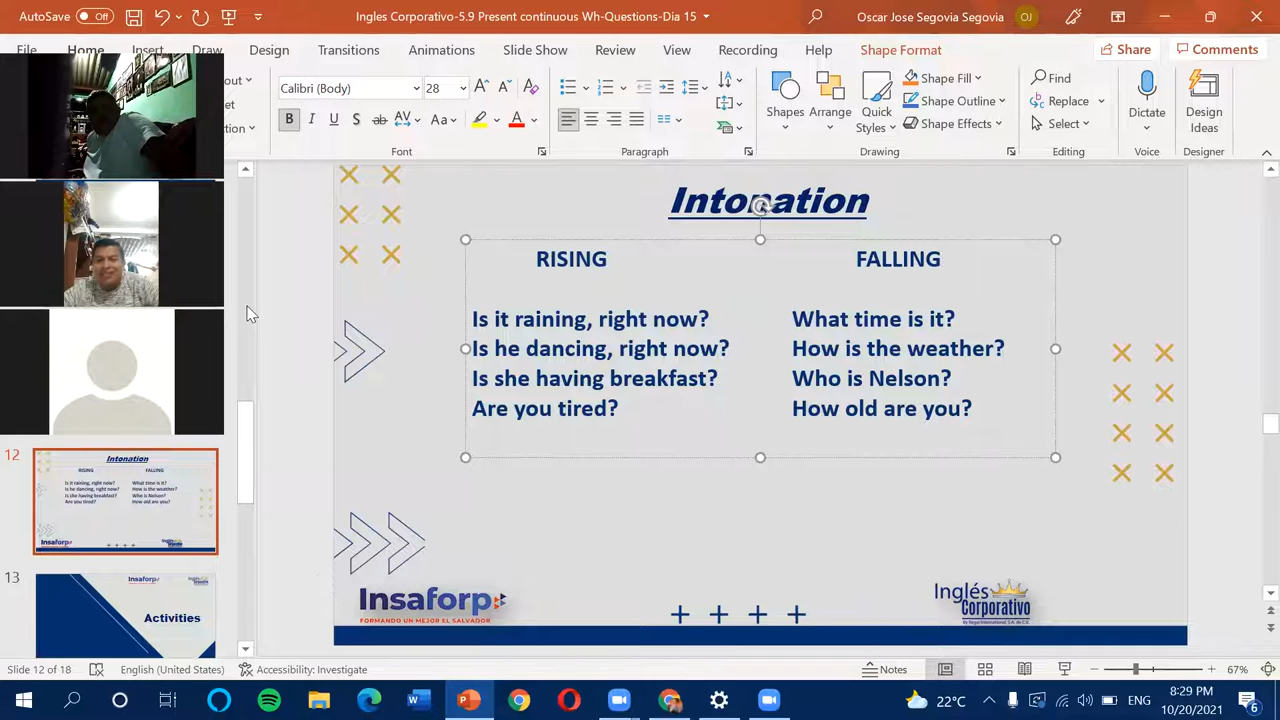 AutoSave Off
Ingles Corporativo-5.9 Present continuous Wh-Questions-Dia 15
Oscar Jose Segovia Segovia OJ
File Home Insert Draw Design Transitions Animations Slide Show Review View Recording Help Shape Format
Share Comments
Calibri (Body) 28
B I U S ab AV Aa A
Shapes Arrange Quick Styles
Shape Fill
Shape Outline
Shape Effects
Find
Replace
Select
Dictate
Design Ideas
Font Paragraph Drawing Editing Voice Designer
Intonation
RISING FALLING
Is it raining, right now? What time is it?
Is he dancing, right now? How is the weather?
Is she having breakfast? Who is Nelson?
Are you tired? How old are you?
Insaforp
FORMANDO UN MEJOR EL SALVADOR
Inglés
Corporativo
12
Intonation
RISING FALLING
Is it raining, right now? What time is it?
Is he dancing, right now? How is the weather?
Is she having breakfast? Who is Nelson?
Are you tired? How old are you?
Insaforp
13
Insaforp
Activities
Slide 12 of 18 English (United States) Accessibility: Investigate Notes 67%
22°C ENG 8:29 PM
10/20/2021
6